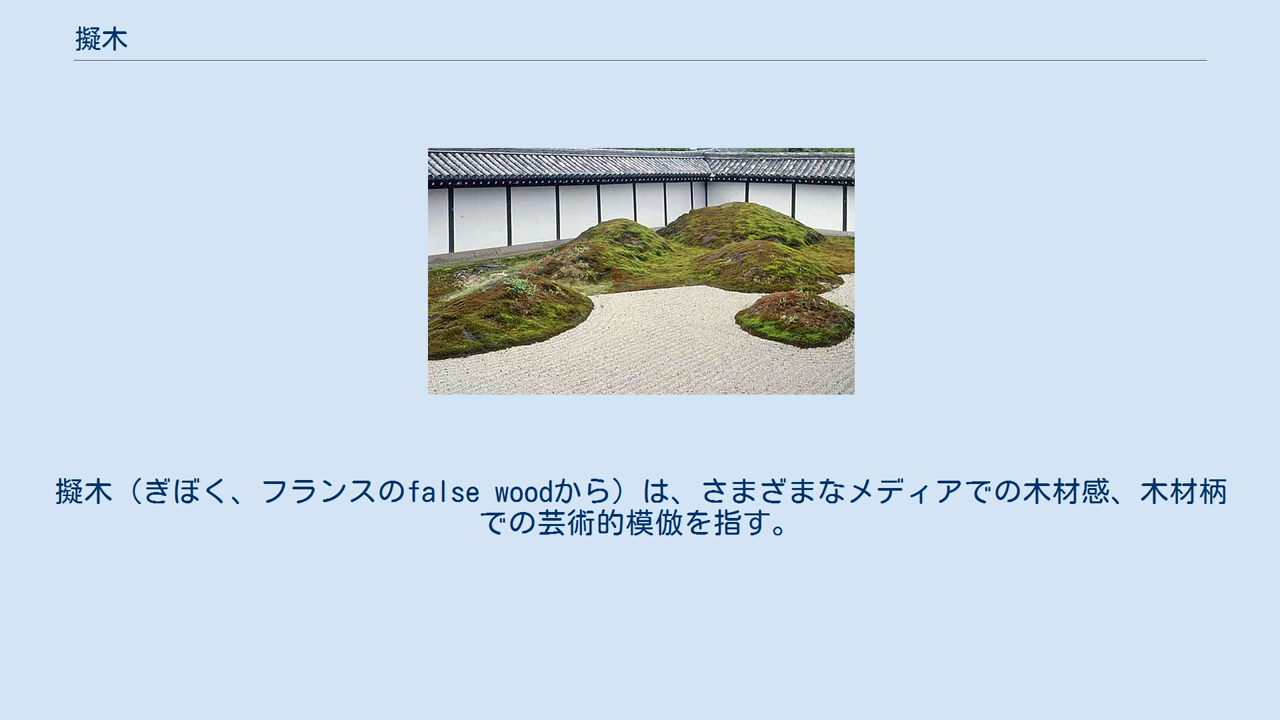 擬木
擬木（ぎぼく、フランスのfalse woodから）は、さまざまなメディアでの木材感、木材柄
での芸術的模倣を指す。